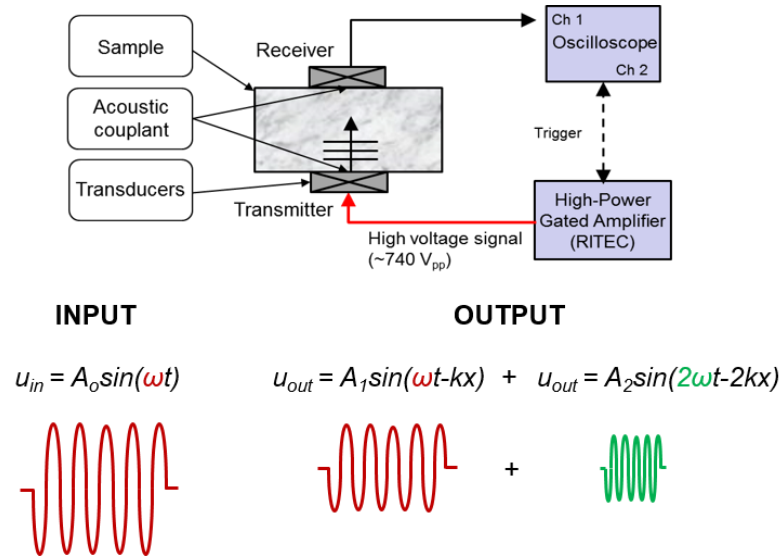 Sample
Receiver
Ch 1
Oscilloscope
Ch 2
Acoustic
couplant
Trigger
Transducers
Transmitter
High voltage signal
(~740 Vpp)
High-Power
Gated Amplifier
(RITEC)
INPUT
OUTPUT
uin = Aosin(ωt)
uout = A1sin(ωt-kx) + uout = A2sin(2ωt-2kx)
+